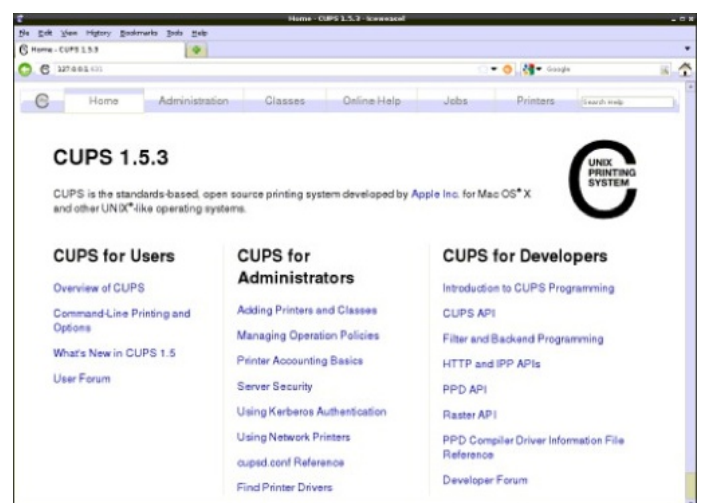 Home - CUPS 1.5.3 - Iceweasel
File Edit View History Bookmarks Tools Help
Home - CUPS 1.5.3
127.0.0.1:631
Google
Home Administration Classes Online Help Jobs Printers Search Help
CUPS 1.5.3
CUPS is the standards-based, open source printing system developed by Apple Inc. for Mac OS® X
and other UNIX®-like operating systems.
UNIX
PRINTING
SYSTEM
CUPS for Users
Overview of CUPS
Command-Line Printing and
Options
What's New in CUPS 1.5
User Forum
CUPS for
Administrators
Adding Printers and Classes
Managing Operation Policies
Printer Accounting Basics
Server Security
Using Kerberos Authentication
Using Network Printers
cupsd.conf Reference
Find Printer Drivers
CUPS for Developers
Introduction to CUPS Programming
CUPS API
Filter and Backend Programming
HTTP and IPP APIs
PPD API
Raster API
PPD Compiler Driver Information File
Reference
Developer Forum